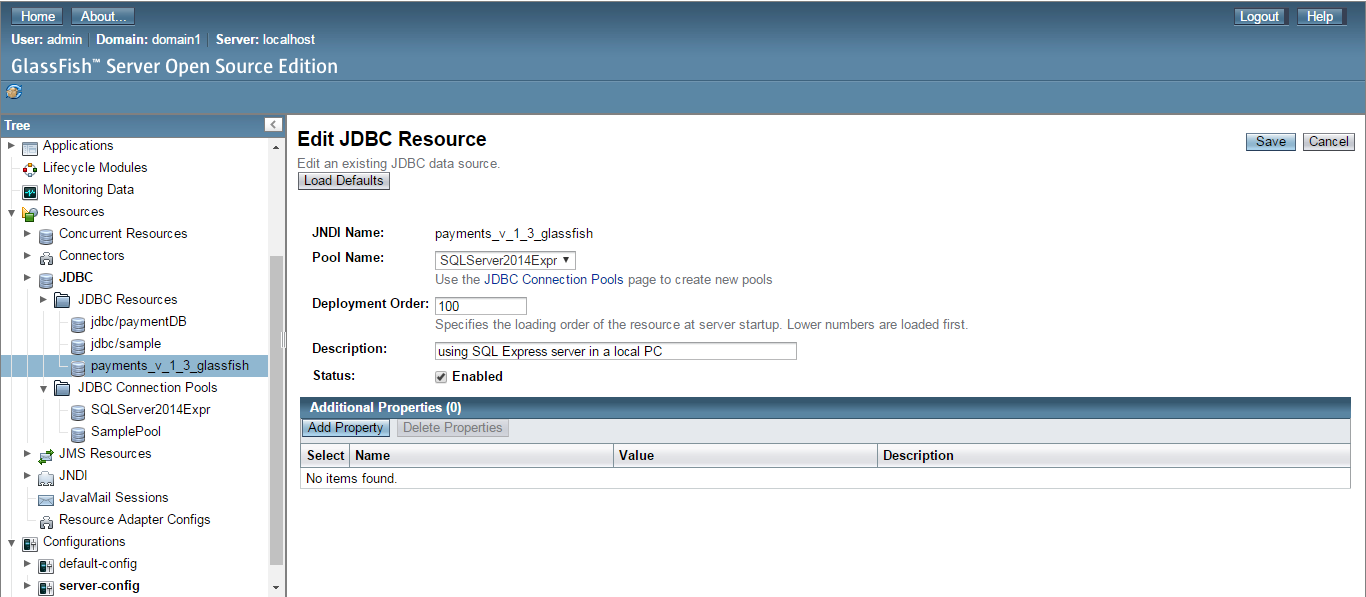 Home About... Logout Help
User: admin Domain: domain1 Server: localhost
GlassFish™ Server Open Source Edition
Tree
Applications
Lifecycle Modules
Monitoring Data
Resources
Concurrent Resources
Connectors
JDBC
JDBC Resources
jdbc/paymentDB
jdbc/sample
payments_v_1_3_glassfish
JDBC Connection Pools
SQLServer2014Expr
SamplePool
JMS Resources
JNDI
JavaMail Sessions
Resource Adapter Configs
Configurations
default-config
server-config
Edit JDBC Resource
Save Cancel
Edit an existing JDBC data source.
Load Defaults
JNDI Name: payments_v_1_3_glassfish
Pool Name: SQLServer2014Expr
Use the JDBC Connection Pools page to create new pools
Deployment Order: 100
Specifies the loading order of the resource at server startup. Lower numbers are loaded first.
Description: using SQL Express server in a local PC
Status: Enabled
Additional Properties (0)
Add Property Delete Properties
Select Name Value Description
No items found.